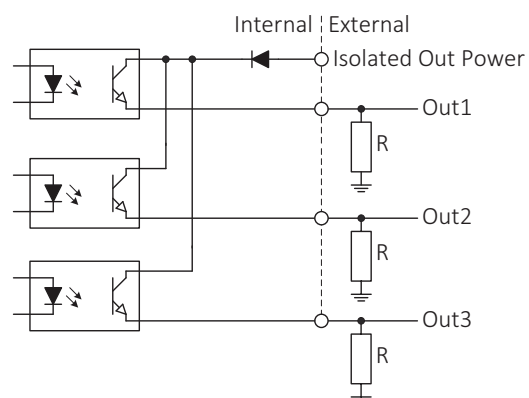 Internal External
Isolated Out Power
Out1
R
Out2
R
Out3
R